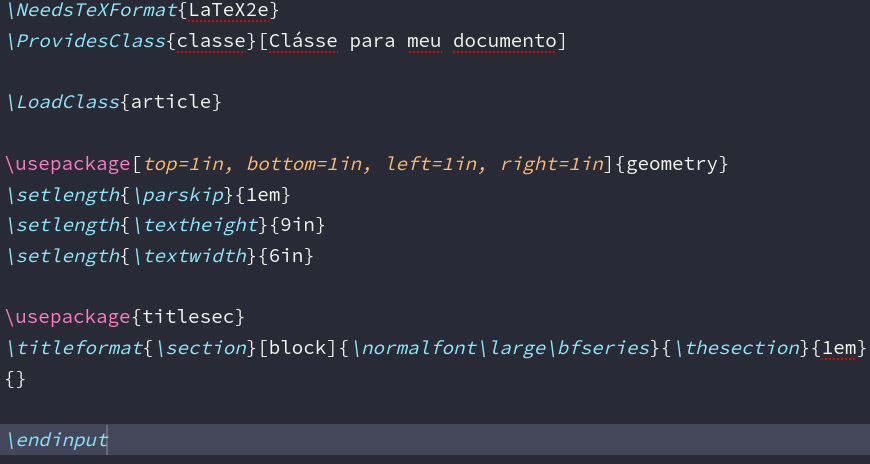 \NeedsTeXFormat{LaTeX2e}
\ProvidesClass{classe}[Clásse para meu documento]
\LoadClass{article}
\usepackage[top=1in, bottom=1in, left=1in, right=1in]{geometry}
\setlength{\parskip}{1em}
\setlength{\textheight}{9in}
\setlength{\textwidth}{6in}
\usepackage{titlesec}
\titleformat{\section}[block]{\normalfont\large\bfseries}{\thesection}{1em}
{}
\endinput